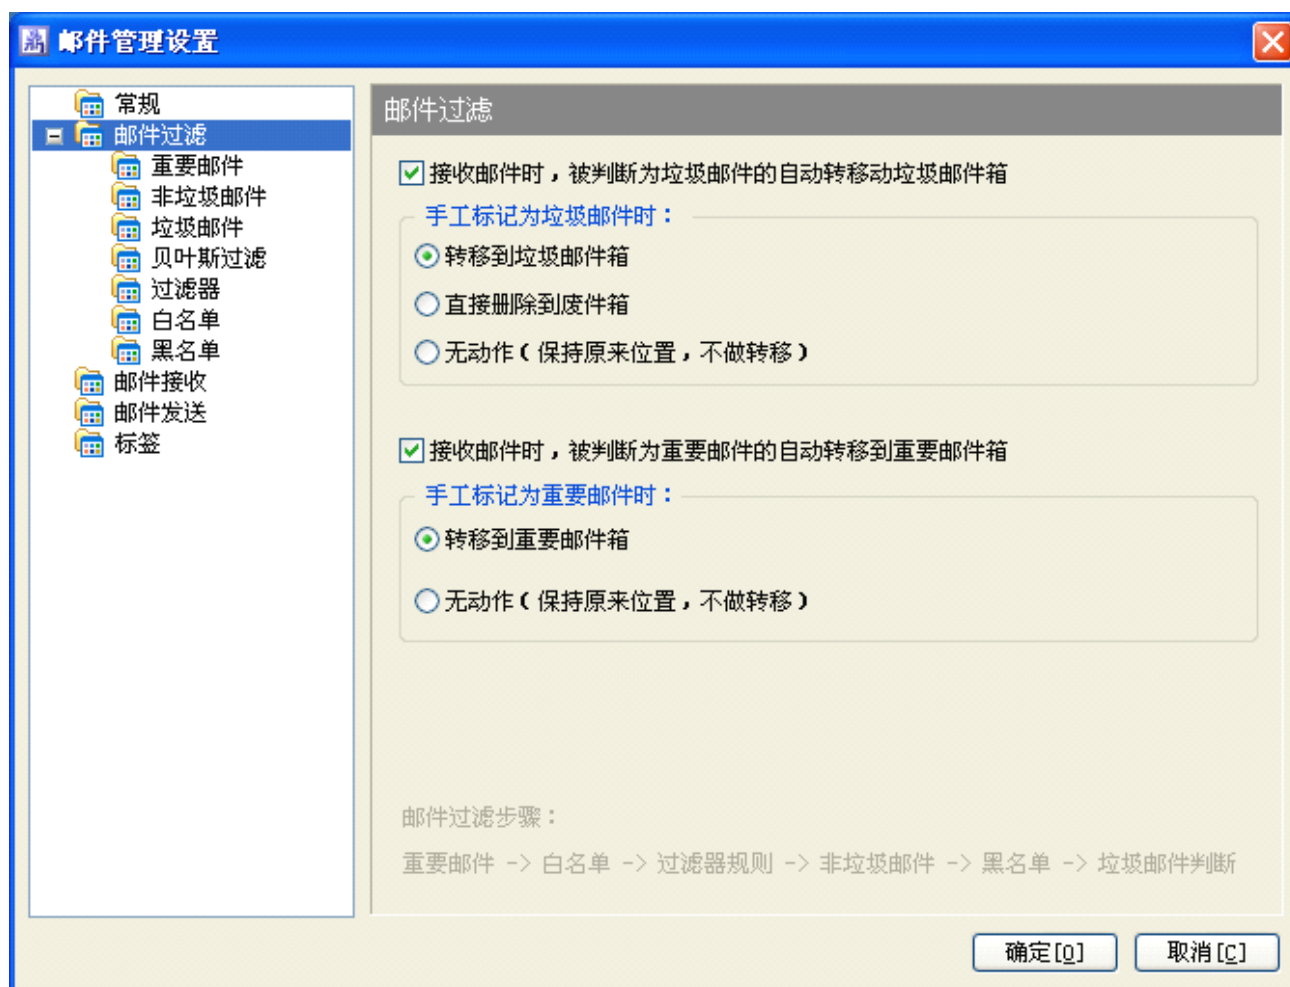 邮件管理设置
常规
邮件过滤
重要邮件
非垃圾邮件
垃圾邮件
贝叶斯过滤
过滤器
白名单
黑名单
邮件接收
邮件发送
标签
邮件过滤
接收邮件时，被判断为垃圾邮件的自动转移动垃圾邮件箱
手工标记为垃圾邮件时：
转移到垃圾邮件箱
直接删除到废件箱
无动作(保持原来位置，不做转移)
接收邮件时，被判断为重要邮件的自动转移到重要邮件箱
手工标记为重要邮件时：
转移到重要邮件箱
无动作(保持原来位置，不做转移)
邮件过滤步骤：
重要邮件 -> 白名单 -> 过滤器规则 -> 非垃圾邮件 -> 黑名单 -> 垃圾邮件判断
确定[O]
取消[C]